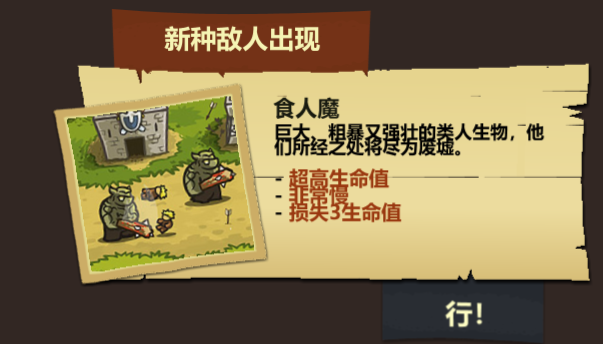 新种敌人出现
食人魔
巨大、粗暴又强壮的类人生物，他
们所经之处将尽为废墟。
- 超高生命值
- 非常慢
- 损失3生命值
行!